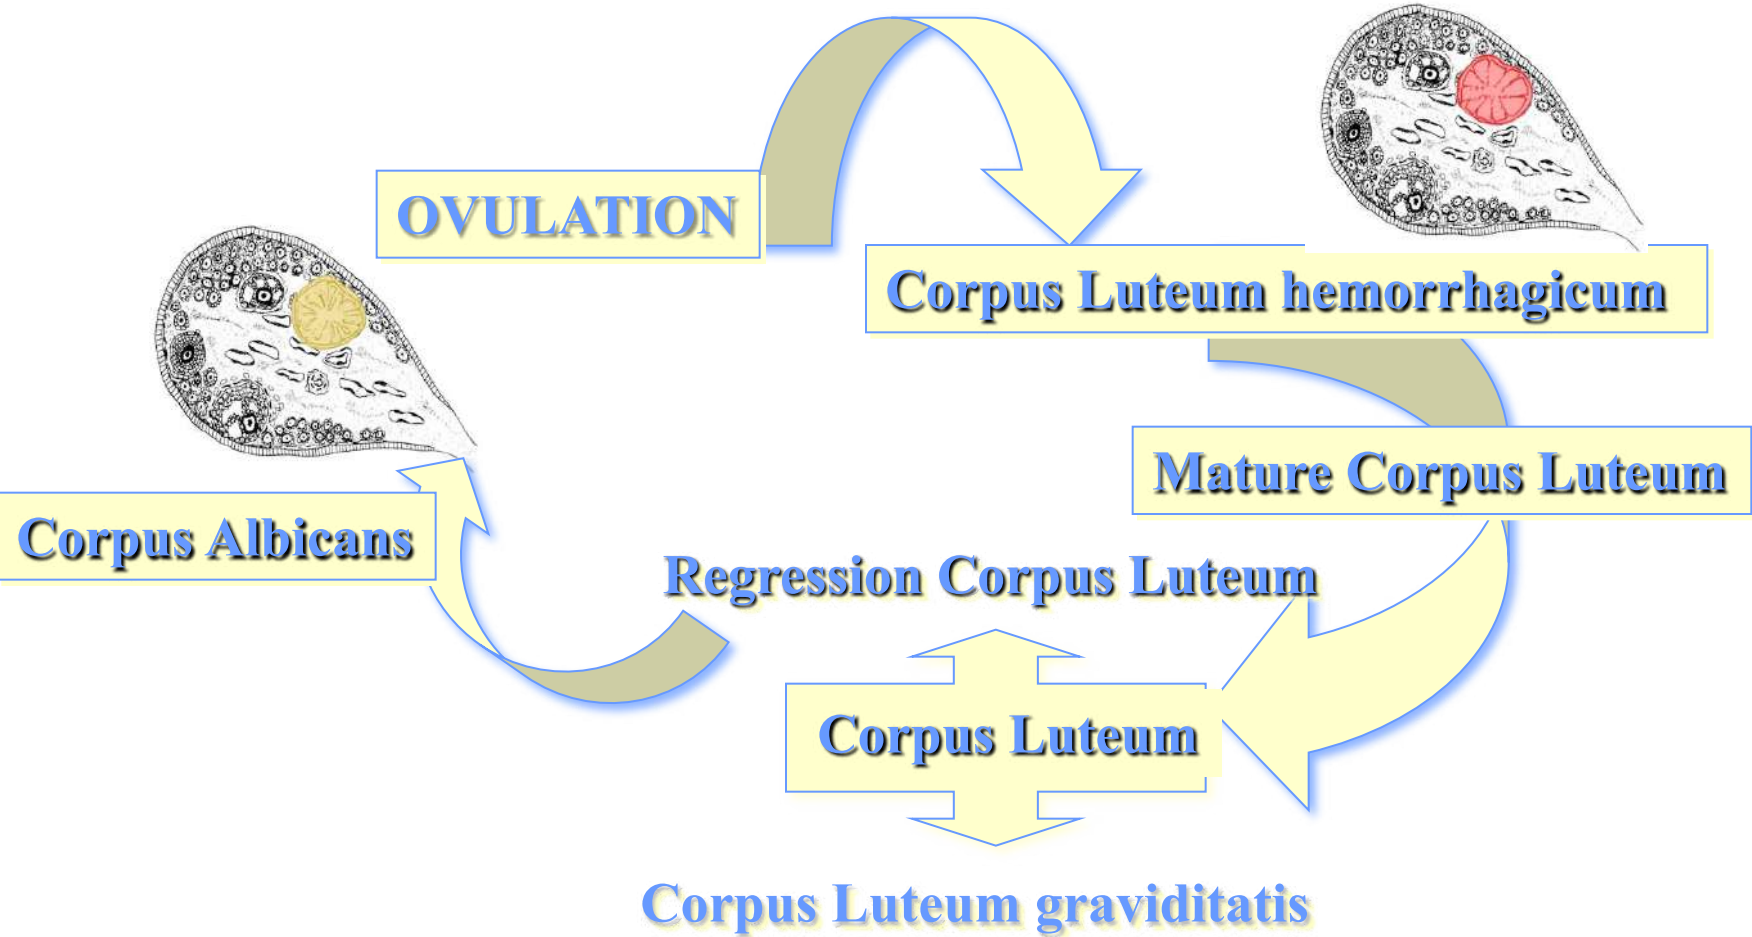 OVULATION
Corpus Luteum hemorrhagicum
Mature Corpus Luteum
Corpus Albicans
Regression Corpus Luteum
Corpus Luteum
Corpus Luteum graviditatis